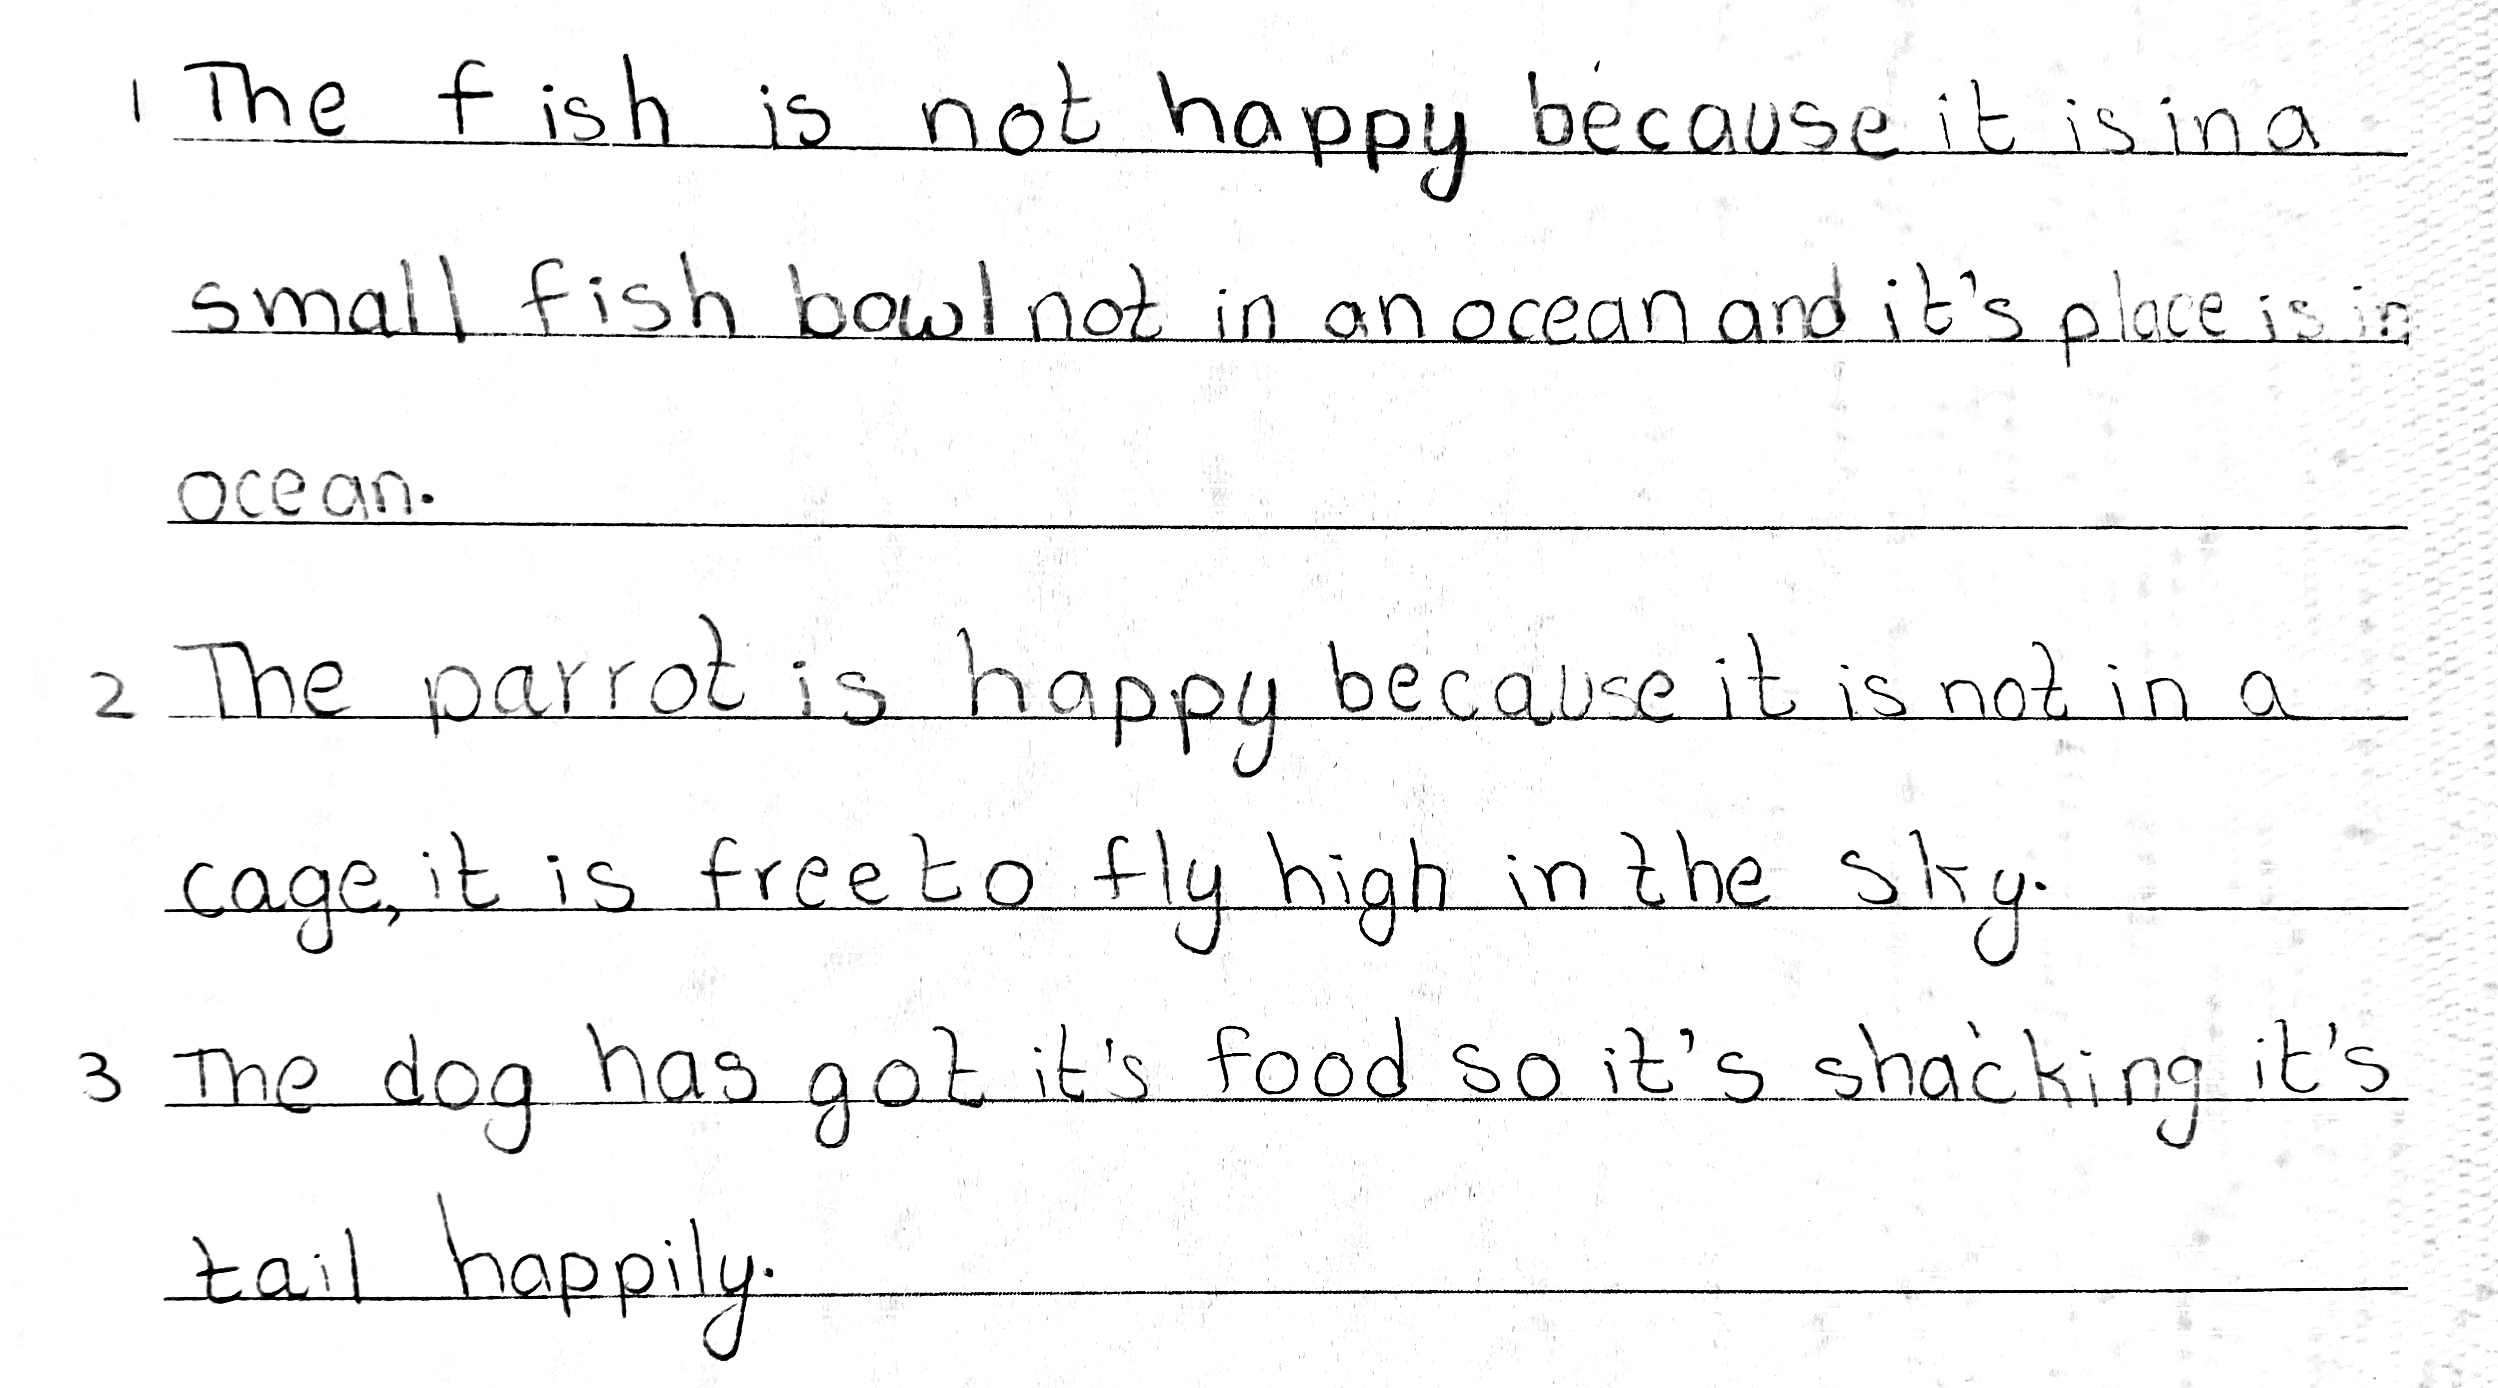 1 The fish is not happy because it is in a
small fish bowl not in an ocean and it's place is in
ocean.
2 The parrot is happy because it is not in a
cage, it is free to fly high in the sky.
3 The dog has got it's food so it's shacking it's
tail happily.